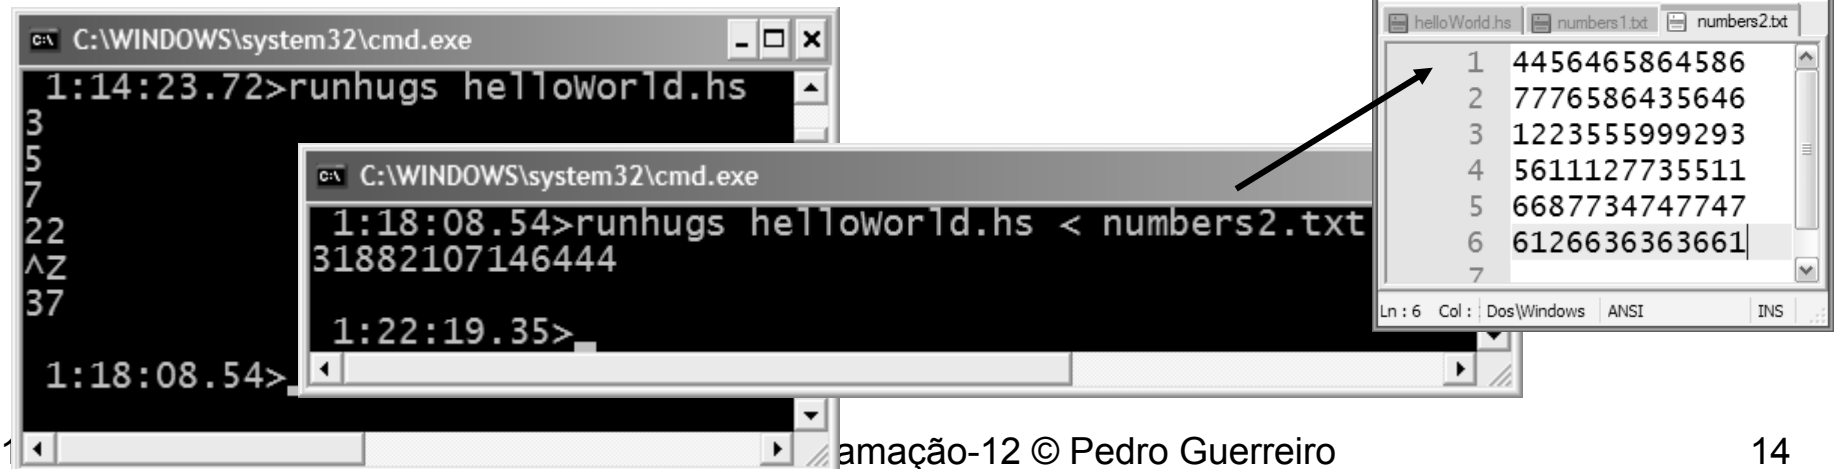 C:\WINDOWS\system32\cmd.exe
1:14:23.72>runhugs helloWorld.hs
3
5
7
22
^Z
37
1:18:08.54>
C:\WINDOWS\system32\cmd.exe
1:18:08.54>runhugs helloWorld.hs < numbers2.txt
31882107146444
1:22:19.35>
helloWorld.hs numbers1.txt numbers2.txt
1 4456465864586
2 7776586435646
3 1223555999293
4 5611127735511
5 6687734747747
6 6126636363661
7
Ln : 6 Col : Dos\Windows ANSI INS
amação-12 © Pedro Guerreiro 14